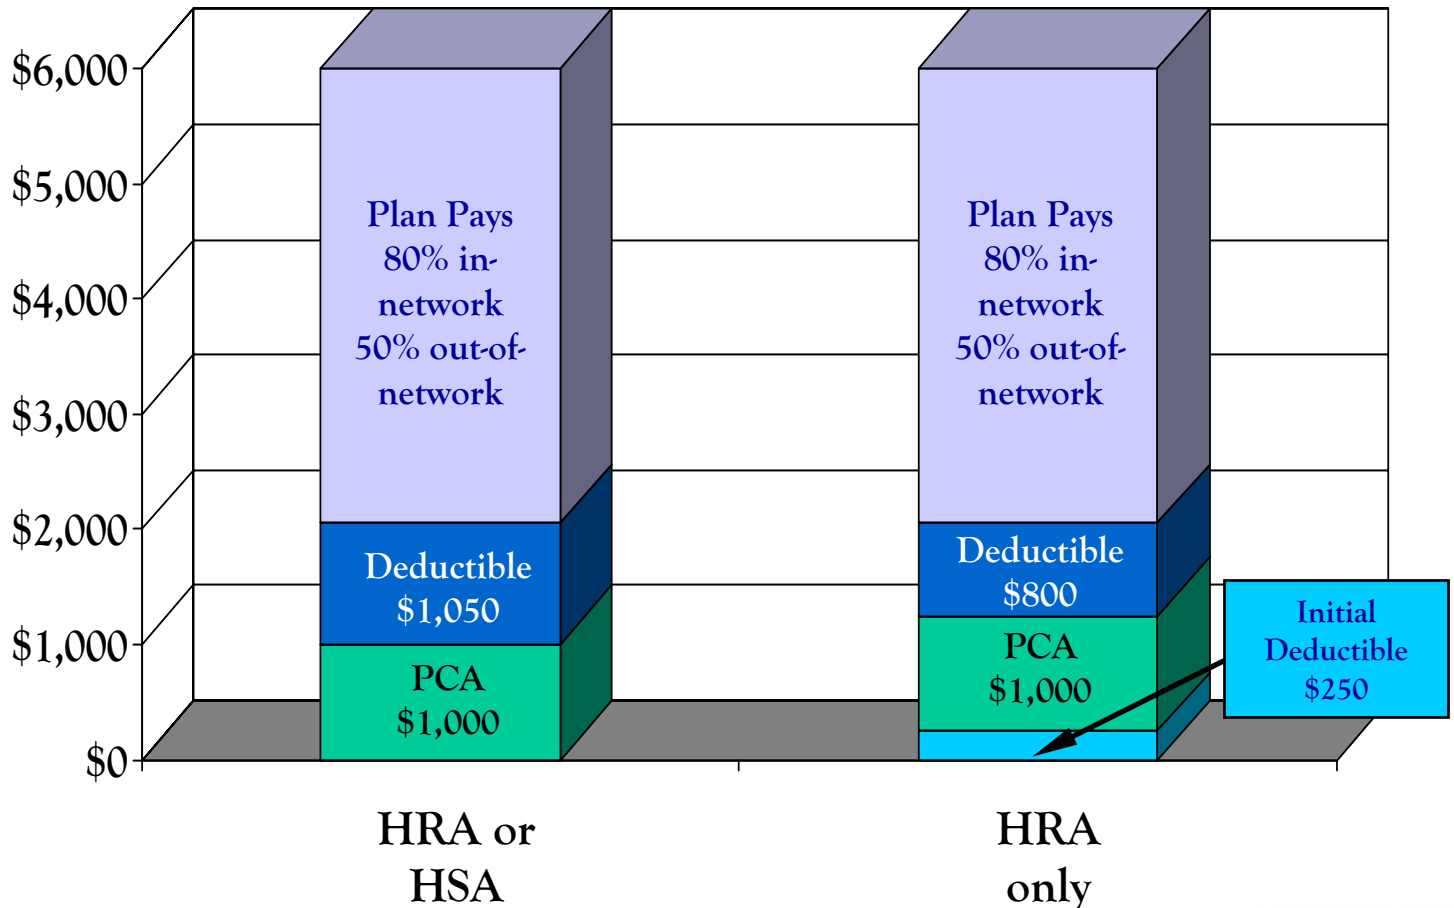 $6,000
$5,000
$4,000
$3,000
$2,000
$1,000
$0
Plan Pays
80% in-
network
50% out-of-
network
Deductible
$1,050
PCA
$1,000
Plan Pays
80% in-
network
50% out-of-
network
Deductible
$800
PCA
$1,000
Initial
Deductible
$250
HRA or
HSA
HRA
only